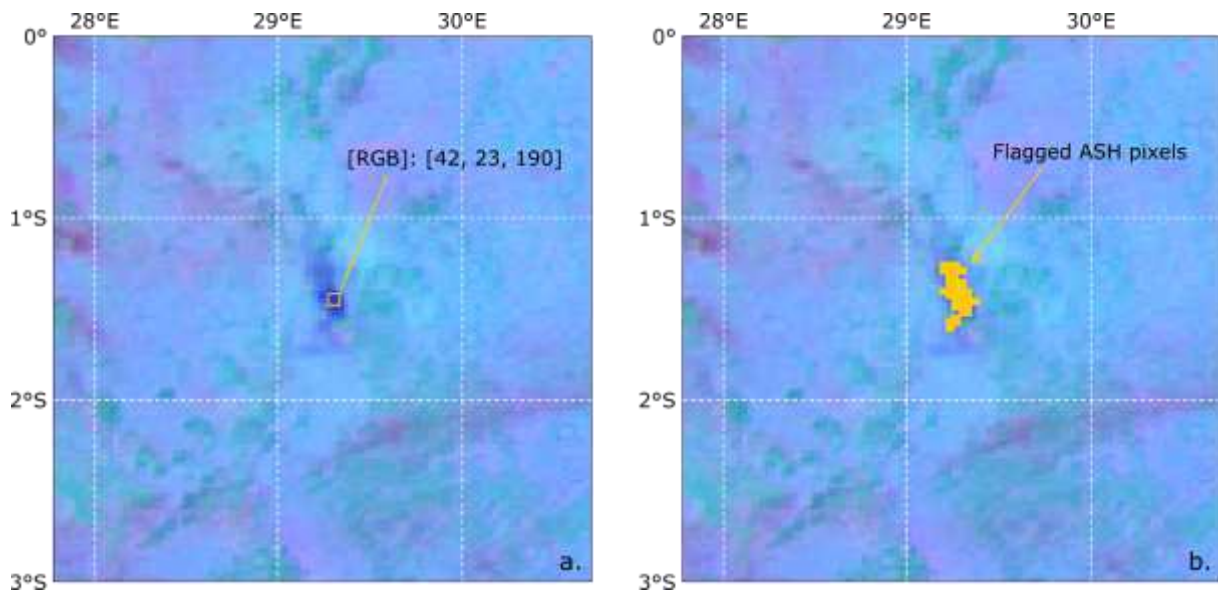 28°E 29°E 30°E 28°E 29°E 30°E
0° 0°
[RGB]: [42, 23, 190] Flagged ASH pixels
1°S 1°S
2°S 2°S
a. b.
3°S 3°S